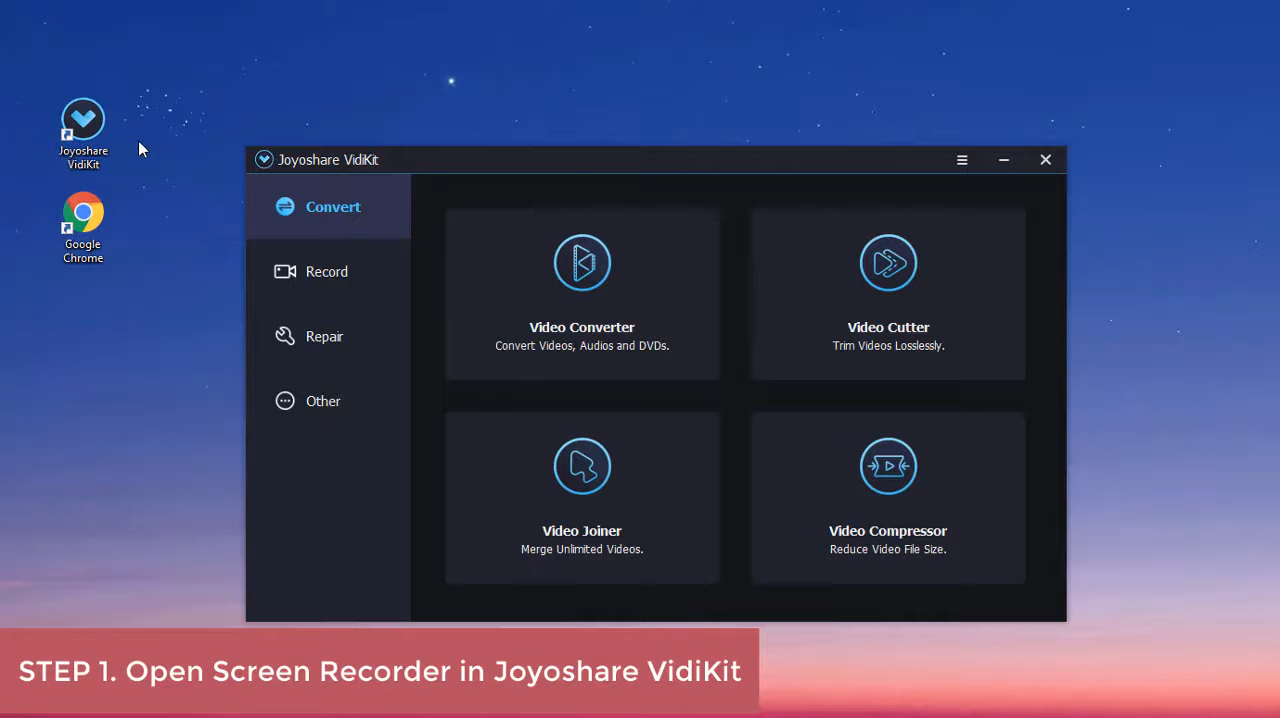 Joyoshare
VidiKit
Google
Chrome
Joyoshare VidiKit
Convert
Record
Repair
Other
Video Converter
Convert Videos, Audios and DVDs.
Video Cutter
Trim Videos Losslessly.
Video Joiner
Merge Unlimited Videos.
Video Compressor
Reduce Video File Size.
STEP 1. Open Screen Recorder in Joyoshare VidiKit